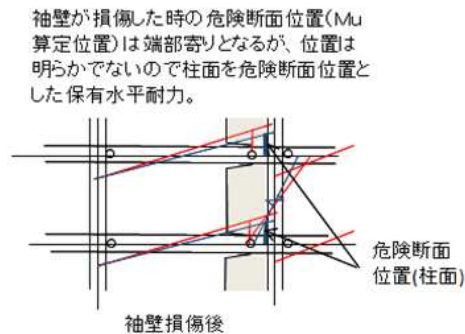 袖壁が損傷した時の危険断面位置(Mu
算定位置)は端部寄りとなるが、位置は
明らかでないので柱面を危険断面位置と
した保有水平耐力。
危険断面
位置(柱面)
袖壁損傷後